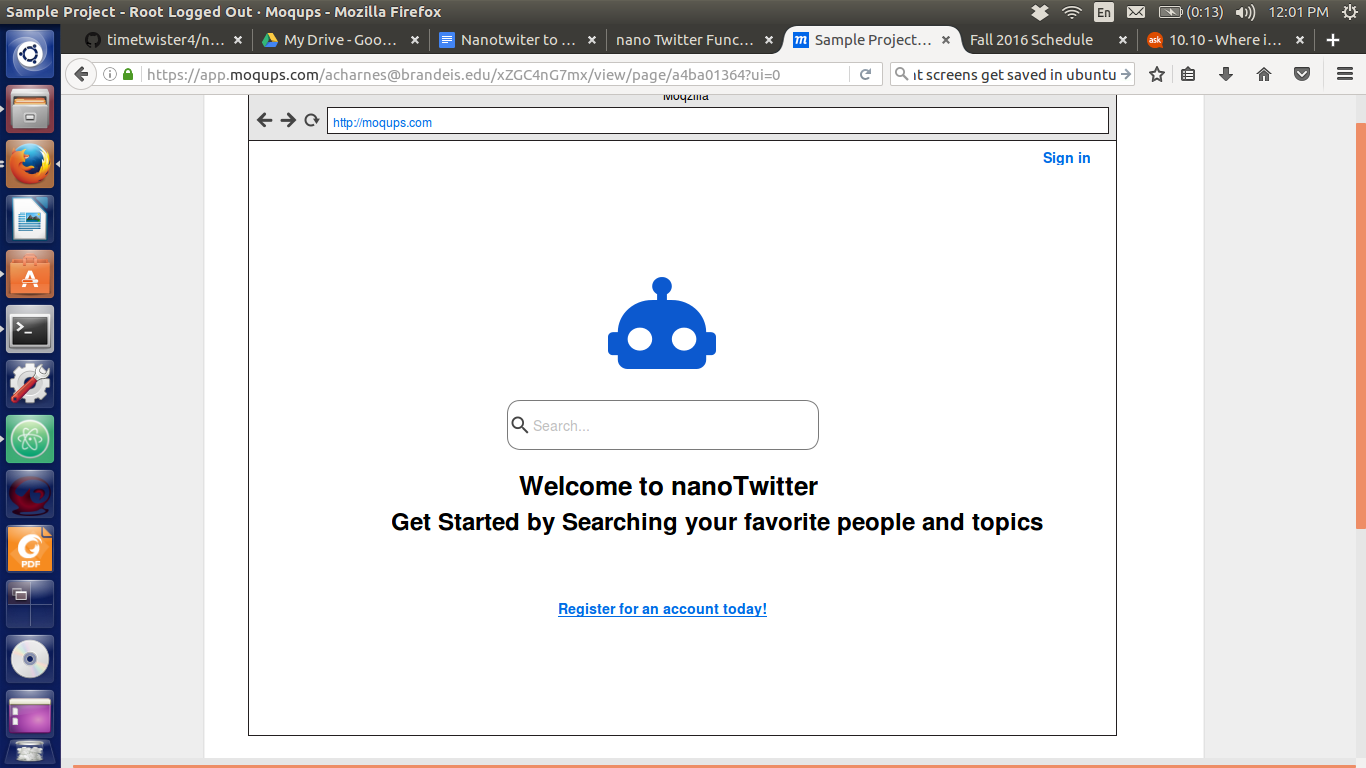 Sample Project - Root Logged Out · Moqups - Mozilla Firefox
En
(0:13)
12:01 PM
timetwister4/n...
My Drive - Goo...
Nanotwiter to ...
nano Twitter Func...
Sample Project...
Fall 2016 Schedule
ask
10.10 - Where i...
https://app.moqups.com/acharnes@brandeis.edu/xZGC4nG7mx/view/page/a4ba01364?ui=0
it screens get saved in ubuntu
Moqzilla
http://moqups.com
Sign in
Search...
Welcome to nanoTwitter
Get Started by Searching your favorite people and topics
Register for an account today!
PDF